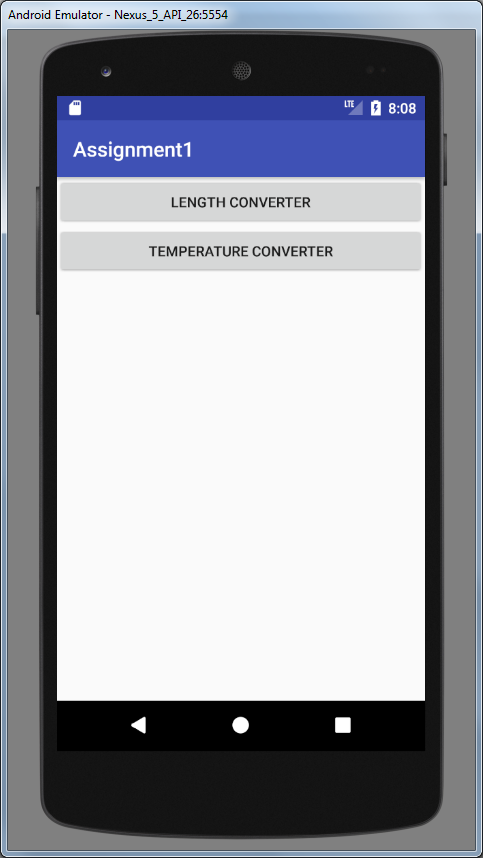 Android Emulator - Nexus_5_API_26:5554
LTE 8:08
Assignment1
LENGTH CONVERTER
TEMPERATURE CONVERTER